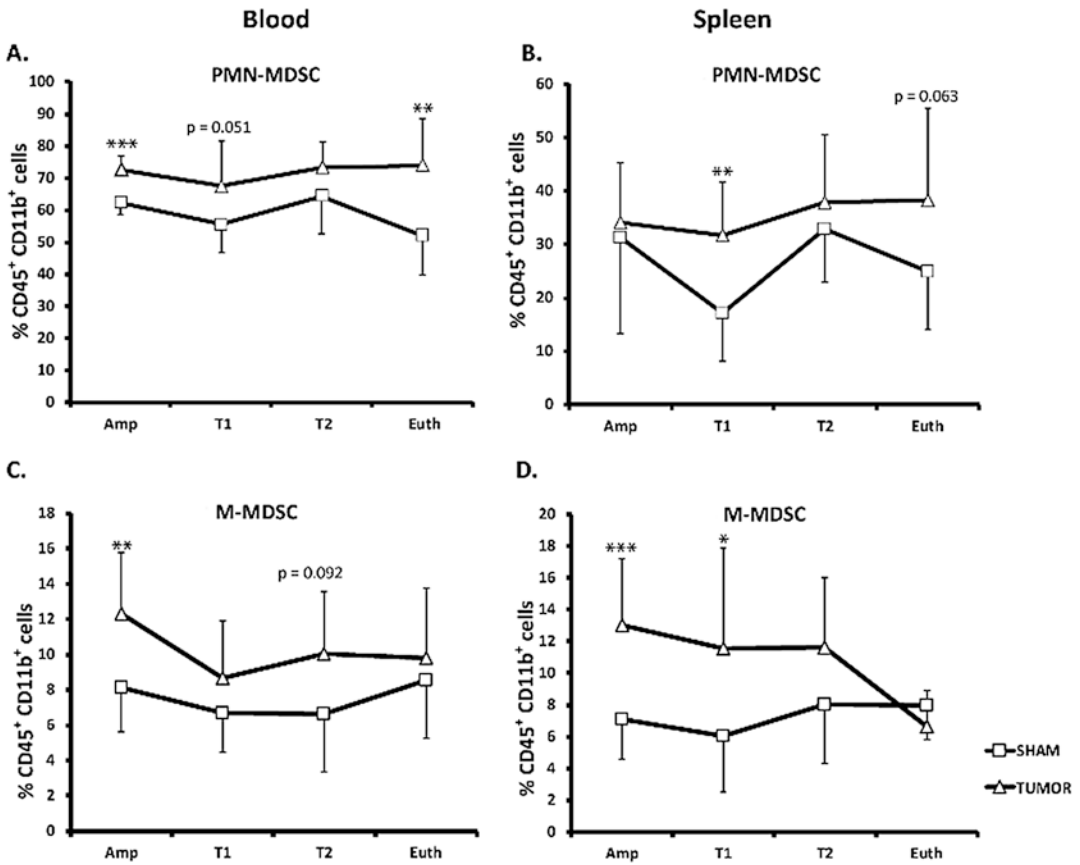 Blood
Spleen
A.
PMN-MDSC
% CD45+ CD11b+ cells
100
90
80
70
60
50
40
30
20
10
0
***
p = 0.051
**
Amp T1 T2 Euth
B.
PMN-MDSC
% CD45+ CD11b+ cells
60
50
40
30
20
10
0
**
p = 0.063
Amp T1 T2 Euth
C.
M-MDSC
% CD45+ CD11b+ cells
18
16
14
12
10
8
6
4
2
0
**
p = 0.092
Amp T1 T2 Euth
D.
M-MDSC
% CD45+ CD11b+ cells
20
18
16
14
12
10
8
6
4
2
0
***
*
Amp T1 T2 Euth
SHAM
TUMOR